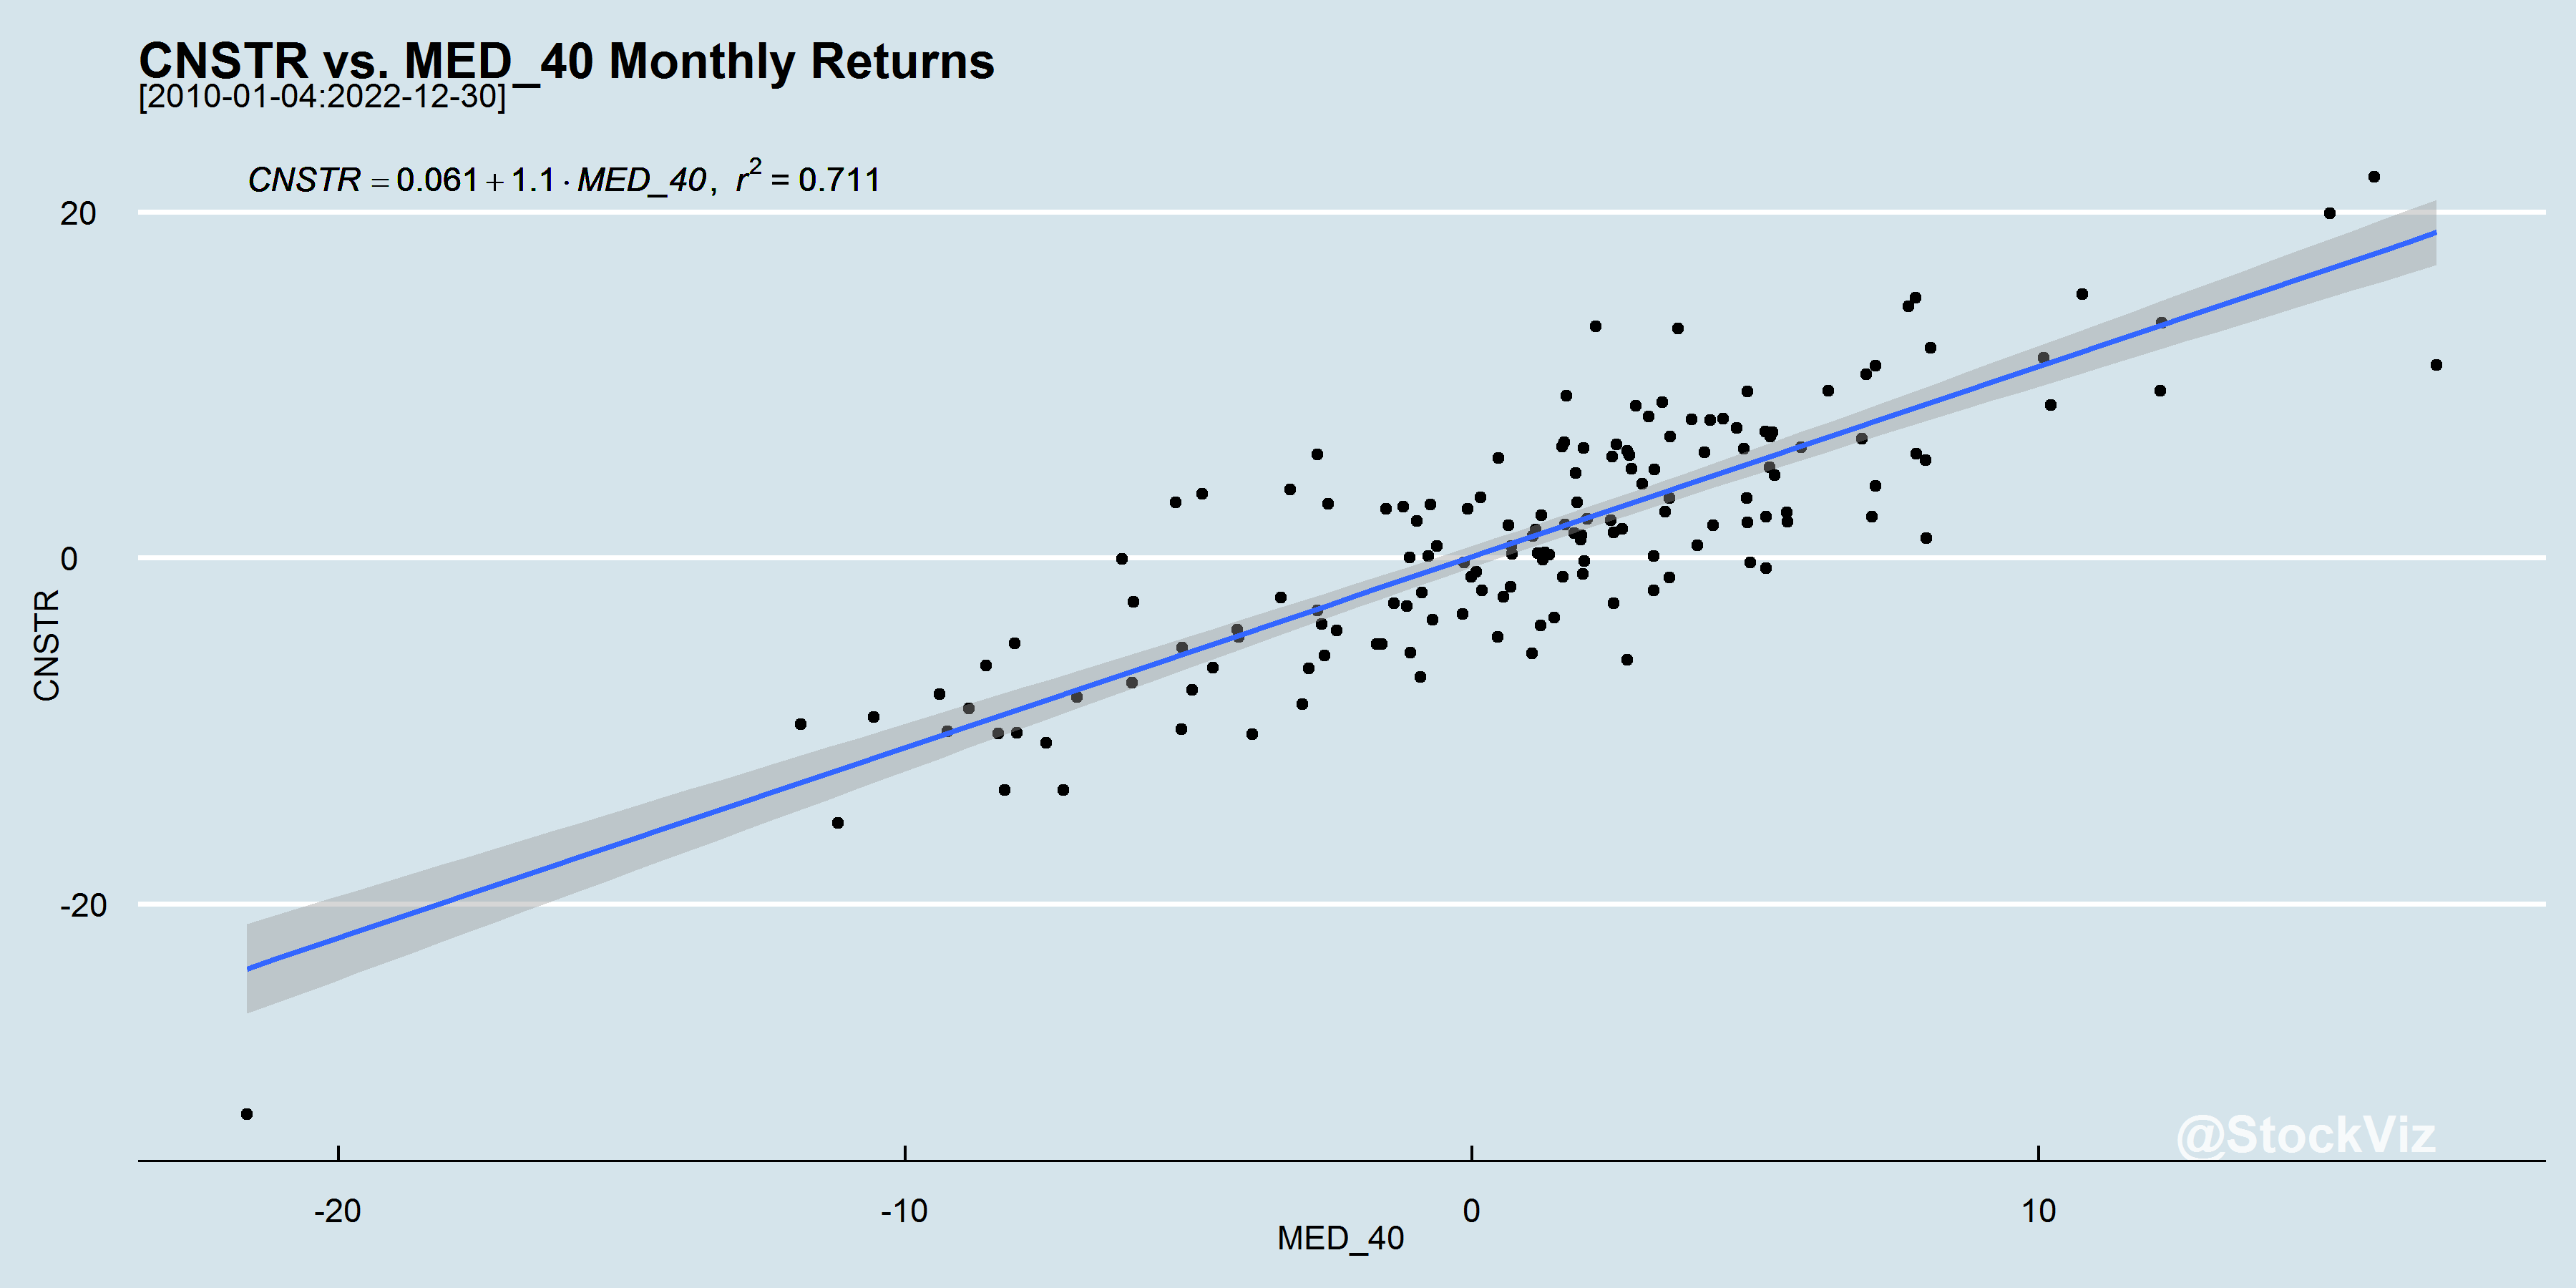 CNSTR vs. MED_40 Monthly Returns
[2010-01-04:2022-12-30]
CNSTR = 0.061 + 1.1 · MED_40, r² = 0.711
20
0
-20
CNSTR
-20
-10
0
10
MED_40
@StockViz